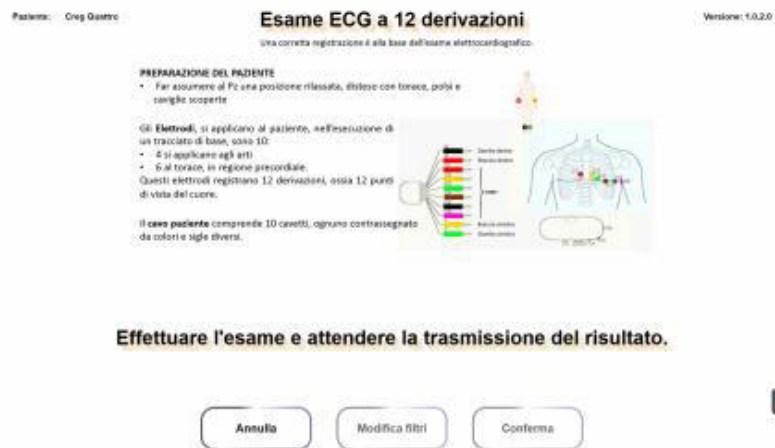 Paziente: Creg Quattro
Esame ECG a 12 derivazioni
Versione: 1.0.2.0
Una corretta registrazione è alla base dell'esame elettrocardiografico.
PREPARAZIONE DEL PAZIENTE
• Far assumere al Pz una posizione rilassata, disteso con torace, polsi e
caviglie scoperte
Gli Elettrodi, si applicano al paziente, nell'esecuzione di
un tracciato di base, sono 10:
• 4 si applicano agli arti
• 6 al torace, in regione precordiale.
Questi elettrodi registrano 12 derivazioni, ossia 12 punti
di vista del cuore.
Il cavo paziente comprende 10 cavetti, ognuno contrassegnato
da colori e sigle diversi.
Effettuare l'esame e attendere la trasmissione del risultato.
Annulla
Modifica filtri
Conferma